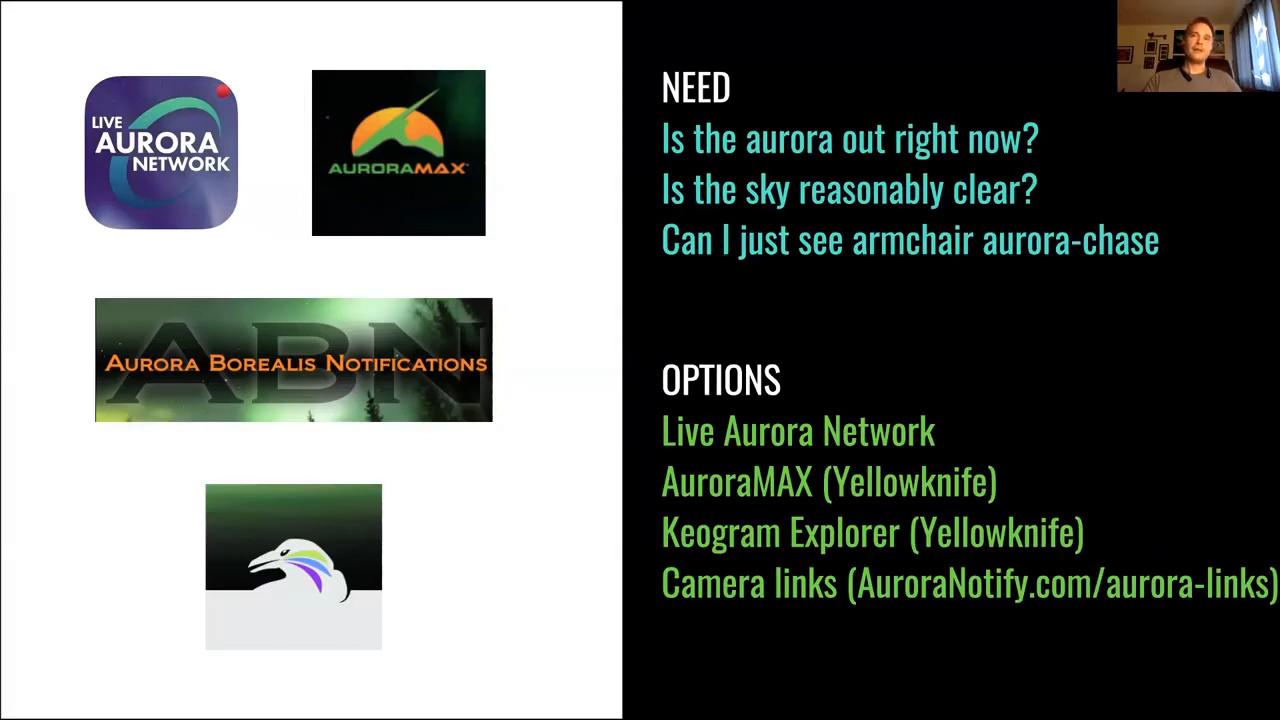 LIVE
AURORA
NETWORK
AURORAMAX
ABN
AURORA BOREALIS NOTIFICATIONS
NEED
Is the aurora out right now?
Is the sky reasonably clear?
Can I just see armchair aurora-chase
OPTIONS
Live Aurora Network
AuroraMAX (Yellowknife)
Keogram Explorer (Yellowknife)
Camera links (AuroraNotify.com/aurora-links)